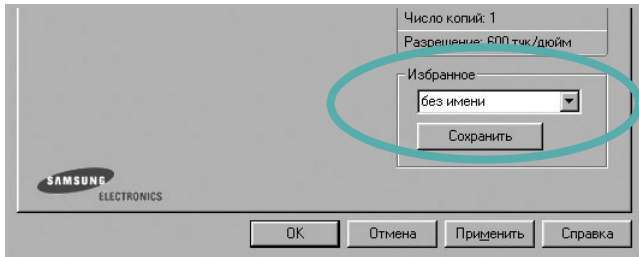 Число копий: 1
Разрешение: 600 тчк/дюйм
Избранное
без имени
Сохранить
SAMSUNG
ELECTRONICS
OK
Отмена
Применить
Справка